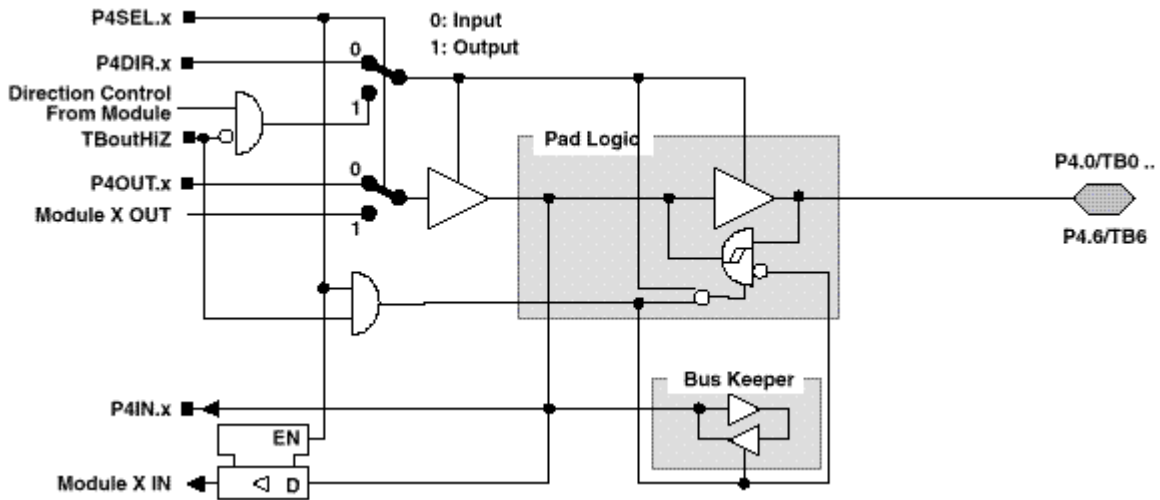 P4SEL.x
0: Input
1: Output
P4DIR.x
0
1
Direction Control
From Module
TBoutHiZ
Pad Logic
P4OUT.x
0
1
Module X OUT
P4.0/TB0 ..
P4.6/TB6
Bus Keeper
P4IN.x
EN
D
Module X IN